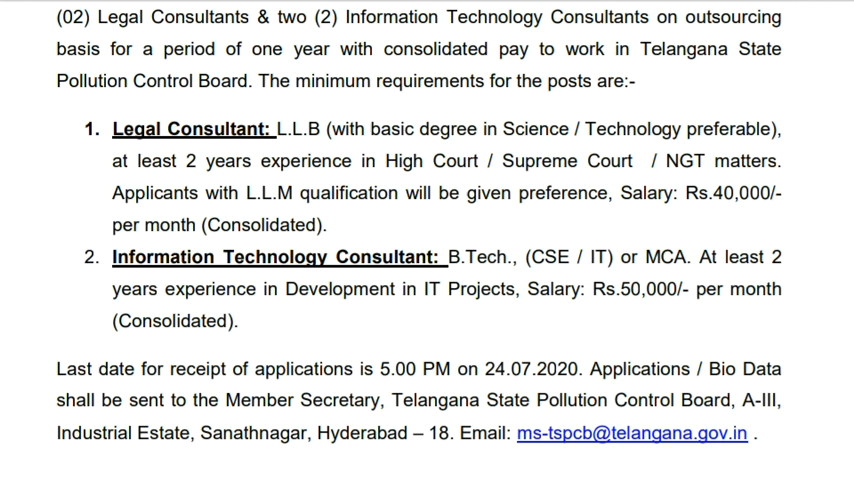 (02) Legal Consultants & two (2) Information Technology Consultants on outsourcing
basis for a period of one year with consolidated pay to work in Telangana State
Pollution Control Board. The minimum requirements for the posts are:-
1. Legal Consultant: L.L.B (with basic degree in Science / Technology preferable),
at least 2 years experience in High Court / Supreme Court / NGT matters.
Applicants with L.L.M qualification will be given preference, Salary: Rs.40,000/-
per month (Consolidated).
2. Information Technology Consultant: B.Tech., (CSE / IT) or MCA. At least 2
years experience in Development in IT Projects, Salary: Rs.50,000/- per month
(Consolidated).
Last date for receipt of applications is 5.00 PM on 24.07.2020. Applications / Bio Data
shall be sent to the Member Secretary, Telangana State Pollution Control Board, A-III,
Industrial Estate, Sanathnagar, Hyderabad – 18. Email: ms-tspcb@telangana.gov.in .